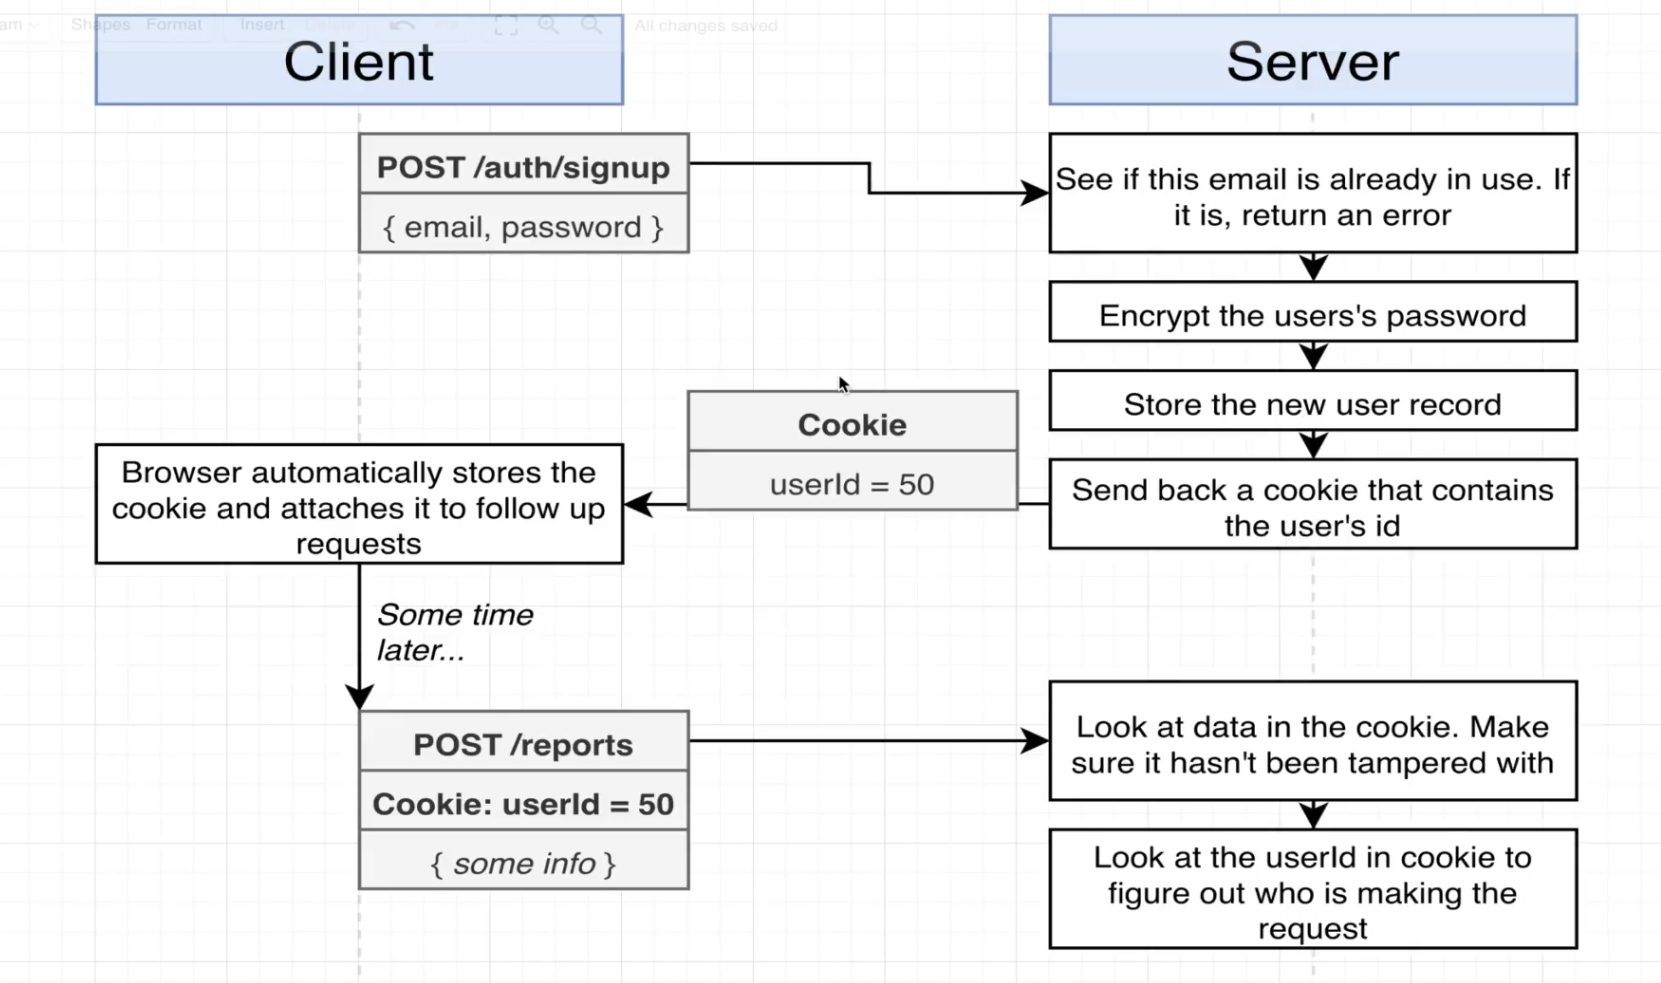 Shapes Format Insert Delete All changes saved
Client
Server
POST /auth/signup
{ email, password }
See if this email is already in use. If
it is, return an error
Encrypt the users's password
Store the new user record
Cookie
userId = 50
Send back a cookie that contains
the user's id
Browser automatically stores the
cookie and attaches it to follow up
requests
Some time
later...
POST /reports
Cookie: userId = 50
{ some info }
Look at data in the cookie. Make
sure it hasn't been tampered with
Look at the userId in cookie to
figure out who is making the
request